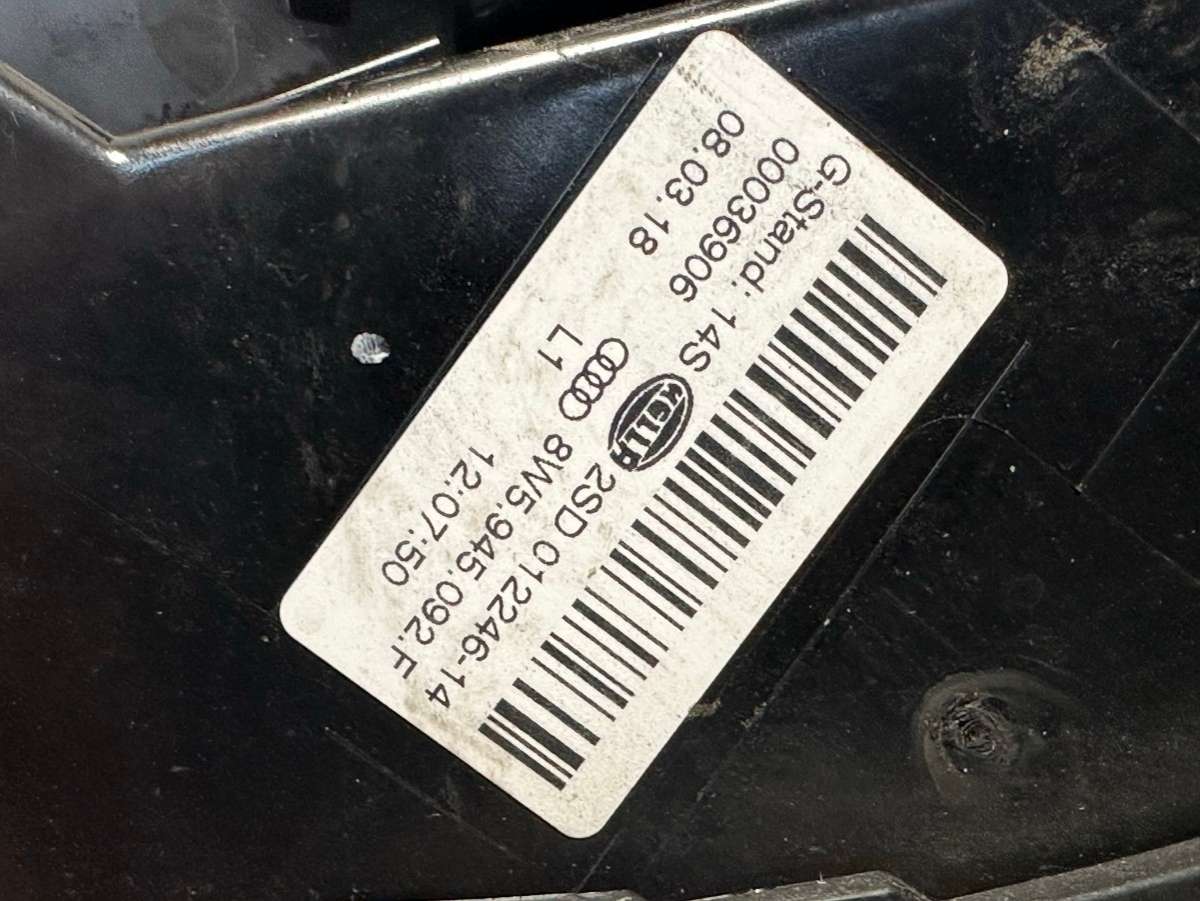 G-Stand: 14S
HELLA 2SD 012246-14
00036906
8W5.945.092.F
08.03.18
L1
12:07:50